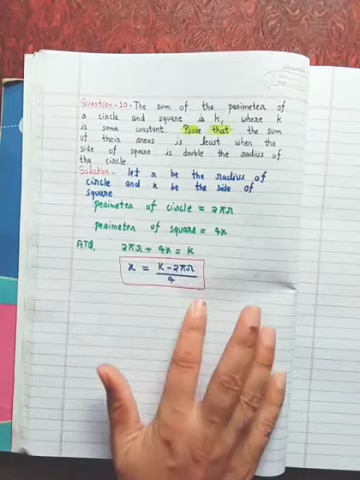 Question-10- The sum of the perimeter of
a circle and square is k, where k
is some constant. Prove that the sum
of their areas is least when the
side of square is double the radius of
the circle
Solution- let r be the radius of
circle and x be the side of
square
perimeter of circle = 2πr
perimeter of square = 4x
ATQ, 2πr + 4x = k
x = k - 2πr / 4